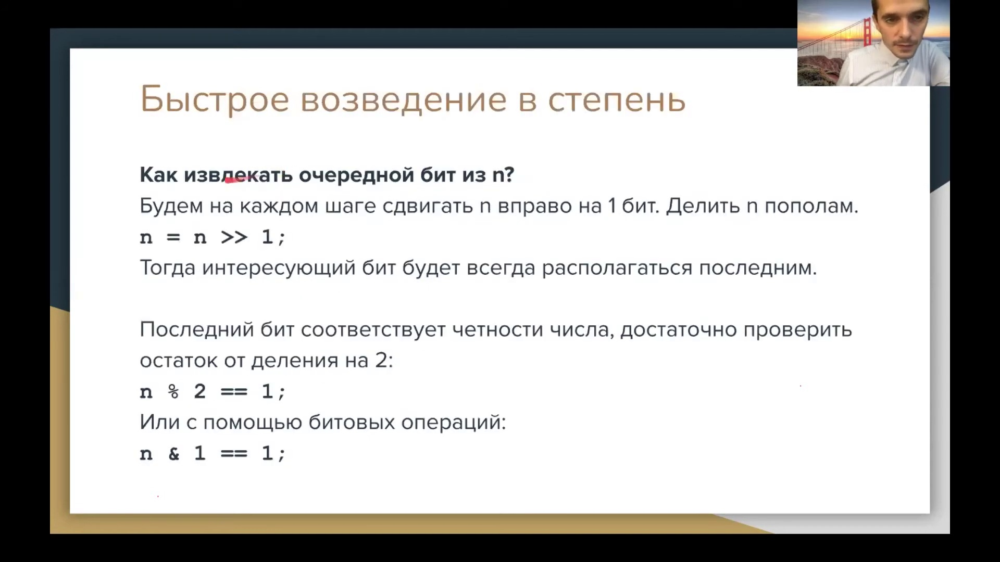 Быстрое возведение в степень
Как извлекать очередной бит из n?
Будем на каждом шаге сдвигать n вправо на 1 бит. Делить n пополам.
n = n >> 1;
Тогда интересующий бит будет всегда располагаться последним.
Последний бит соответствует четности числа, достаточно проверить
остаток от деления на 2:
n % 2 == 1;
Или с помощью битовых операций:
n & 1 == 1;